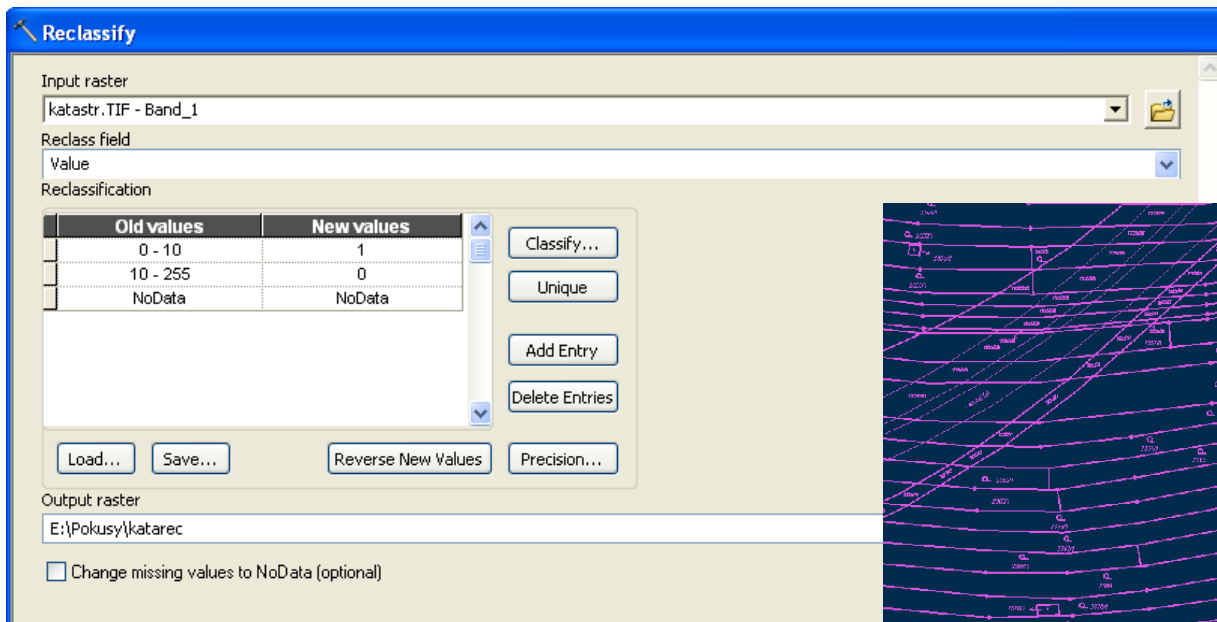 Reclassify
Input raster
katastr.TIF - Band_1
Reclass field
Value
Reclassification
Old values New values
0 - 10 1
10 - 255 0
NoData NoData
Classify...
Unique
Add Entry
Delete Entries
Load... Save... Reverse New Values Precision...
Output raster
E:\Pokusy\katarec
Change missing values to NoData (optional)